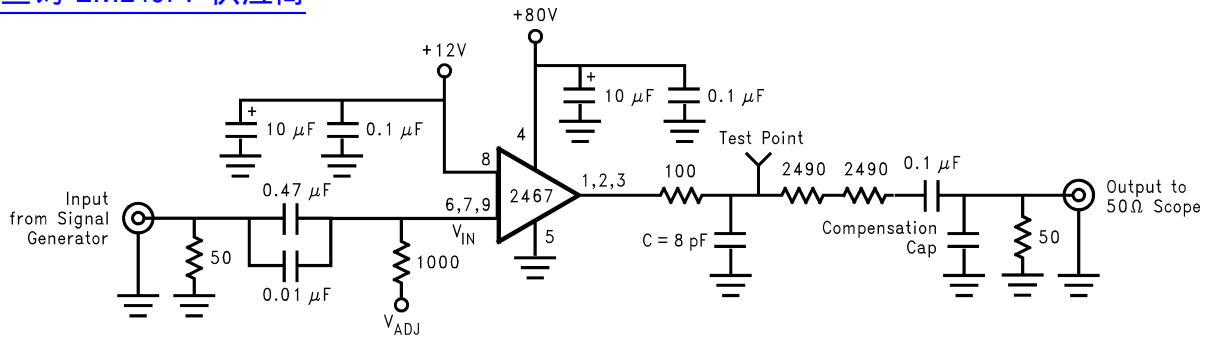 +80V
+12V
+
10 μF
0.1 μF
+
10 μF
0.1 μF
4
Test Point
8
2467
1,2,3
100
2490
2490
0.1 μF
Input
from Signal
Generator
0.47 μF
6,7,9
V_IN
5
50
0.01 μF
1000
V_ADJ
C = 8 pF
Compensation
Cap
50
Output to
50Ω Scope